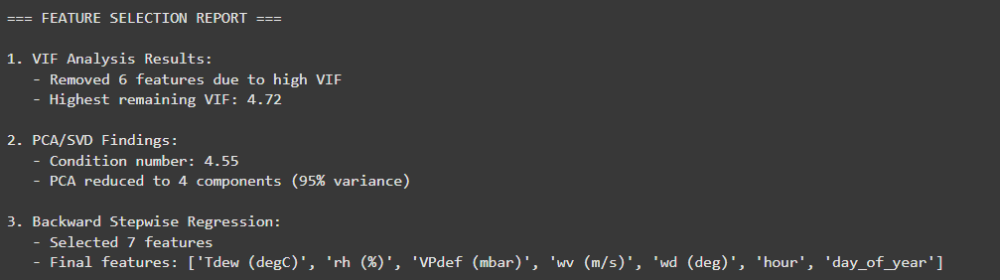 === FEATURE SELECTION REPORT ===
1. VIF Analysis Results:
- Removed 6 features due to high VIF
- Highest remaining VIF: 4.72
2. PCA/SVD Findings:
- Condition number: 4.55
- PCA reduced to 4 components (95% variance)
3. Backward Stepwise Regression:
- Selected 7 features
- Final features: ['Tdew (degC)', 'rh (%)', 'VPdef (mbar)', 'wv (m/s)', 'wd (deg)', 'hour', 'day_of_year']